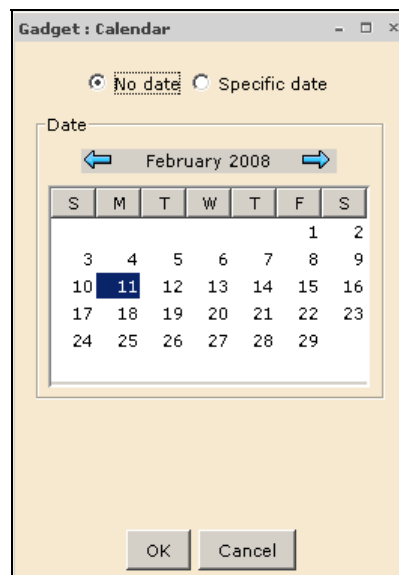 Gadget : Calendar
No date Specific date
Date
February 2008
S M T W T F S
1 2
3 4 5 6 7 8 9
10 11 12 13 14 15 16
17 18 19 20 21 22 23
24 25 26 27 28 29
OK Cancel